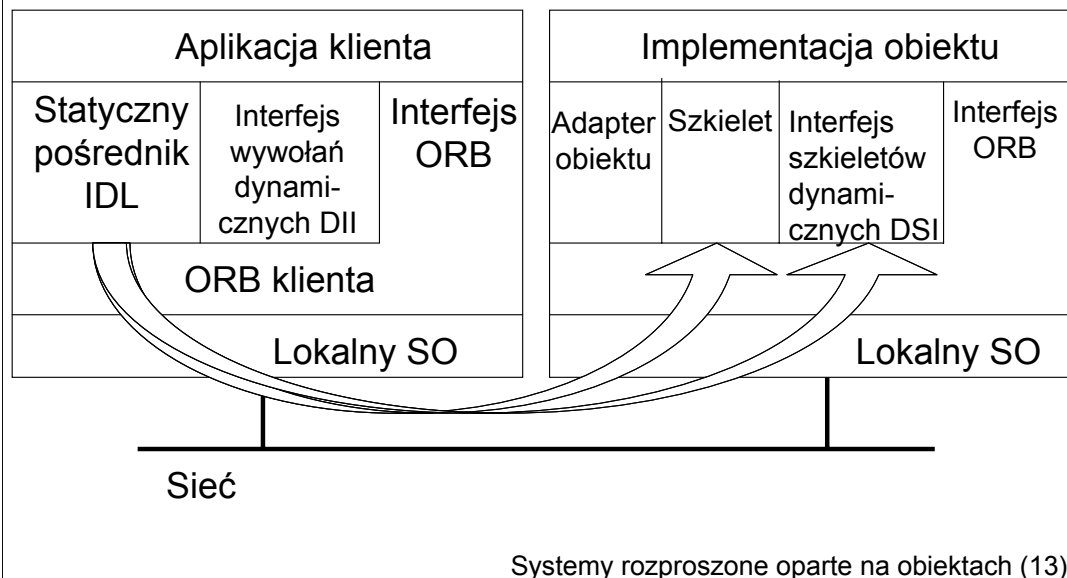 Aplikacja klienta
Statyczny
pośrednik
IDL
Interfejs
wywołań
dynami-
cznych DII
Interfejs
ORB
ORB klienta
Lokalny SO
Implementacja obiektu
Adapter
obiektu
Szkielet
Interfejs
szkieletów
dynami-
cznych DSI
Interfejs
ORB
Lokalny SO
Sieć
Systemy rozproszone oparte na obiektach (13)